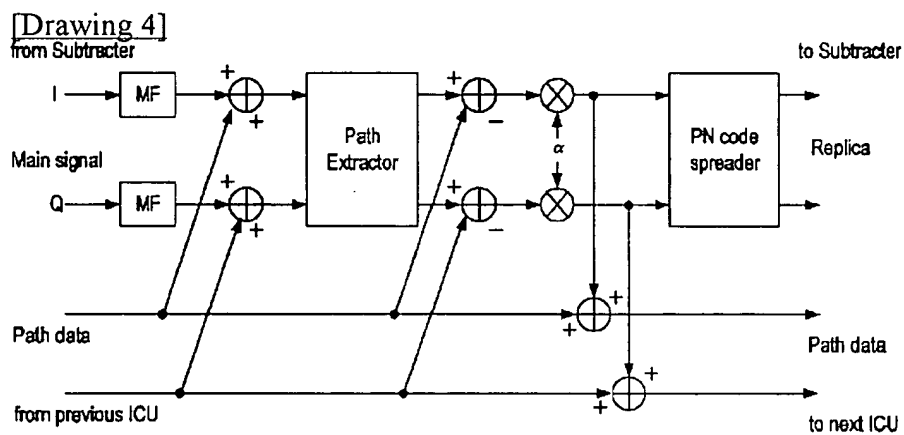 [Drawing 4]
from Subtracter
to Subtracter
I
MF
+
+
Path
Extractor
+
−
α
PN code
spreader
Main signal
Replica
Q
MF
+
+
+
−
+
+
Path data
Path data
+
+
from previous ICU
to next ICU